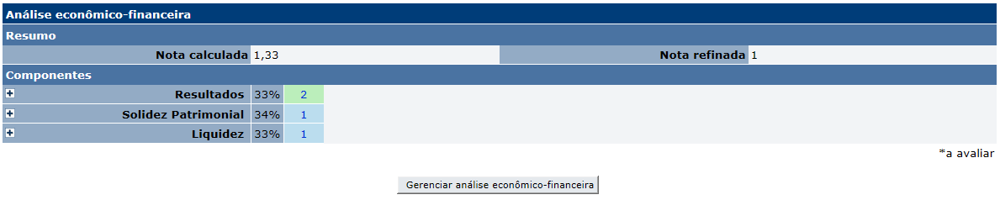 Análise econômico-financeira
Resumo
Nota calculada 1,33 Nota refinada 1
Componentes
Resultados 33% 2
Solidez Patrimonial 34% 1
Liquidez 33% 1
*a avaliar
Gerenciar análise econômico-financeira